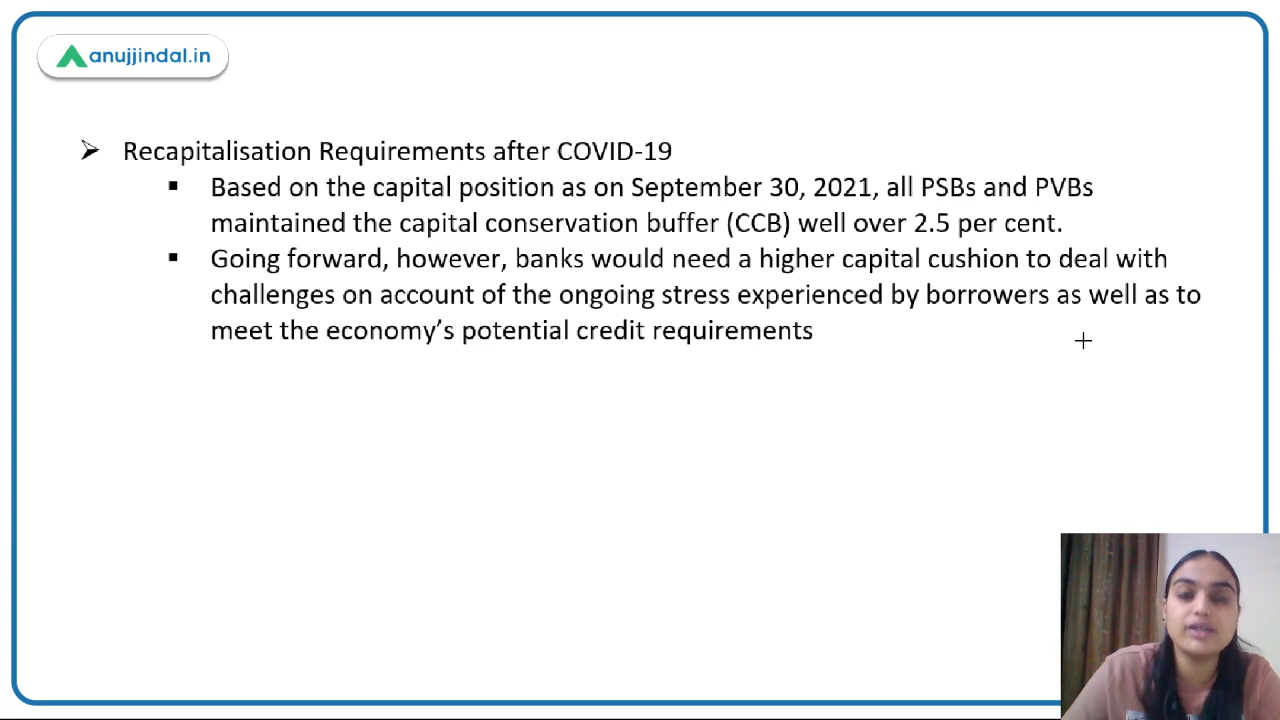 anujjindal.in
Recapitalisation Requirements after COVID-19
Based on the capital position as on September 30, 2021, all PSBs and PVBs
maintained the capital conservation buffer (CCB) well over 2.5 per cent.
Going forward, however, banks would need a higher capital cushion to deal with
challenges on account of the ongoing stress experienced by borrowers as well as to
meet the economy’s potential credit requirements